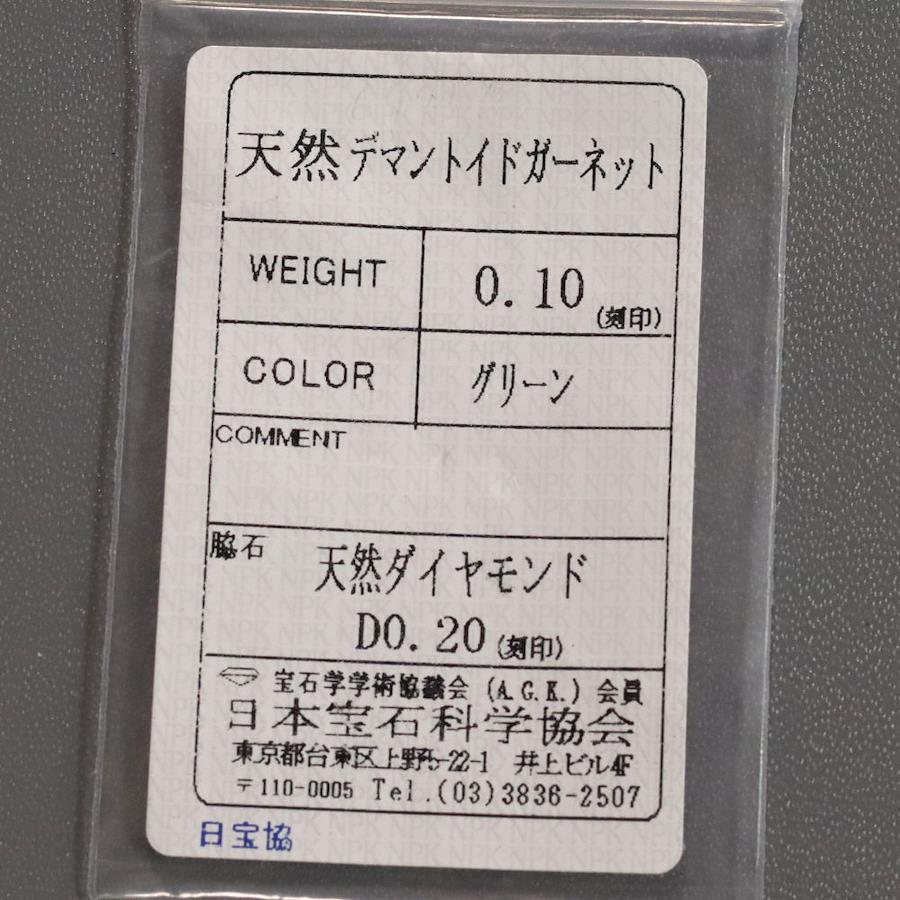 天然デマントイドガーネット
WEIGHT 0.10 (刻印)
COLOR グリーン
COMMENT
脇石 天然ダイヤモンド
D0.20 (刻印)
宝石学学術協議会 (A.G.K.) 会員
日本宝石科学協会
東京都台東区上野5-22-1 井上ビル4F
〒110-0005 Tel.(03)3836-2507
日宝協